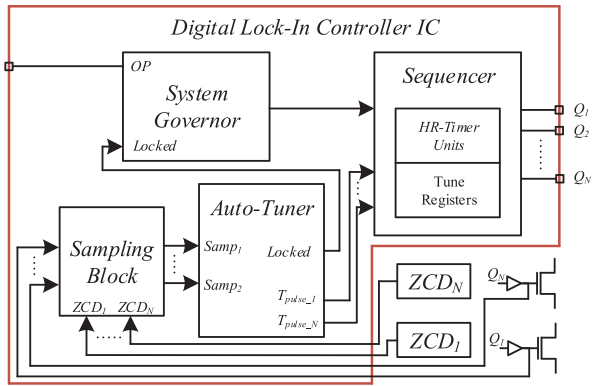 Digital Lock-In Controller IC
OP
System
Governor
Locked
Sequencer
HR-Timer
Units
Tune
Registers
Q1
Q2
......
QN
Auto-Tuner
Samp1
Samp2
Locked
Tpulse_1
Tpulse_N
Sampling
Block
ZCD1 ZCDN
ZCDN
QN
ZCD1
Q1